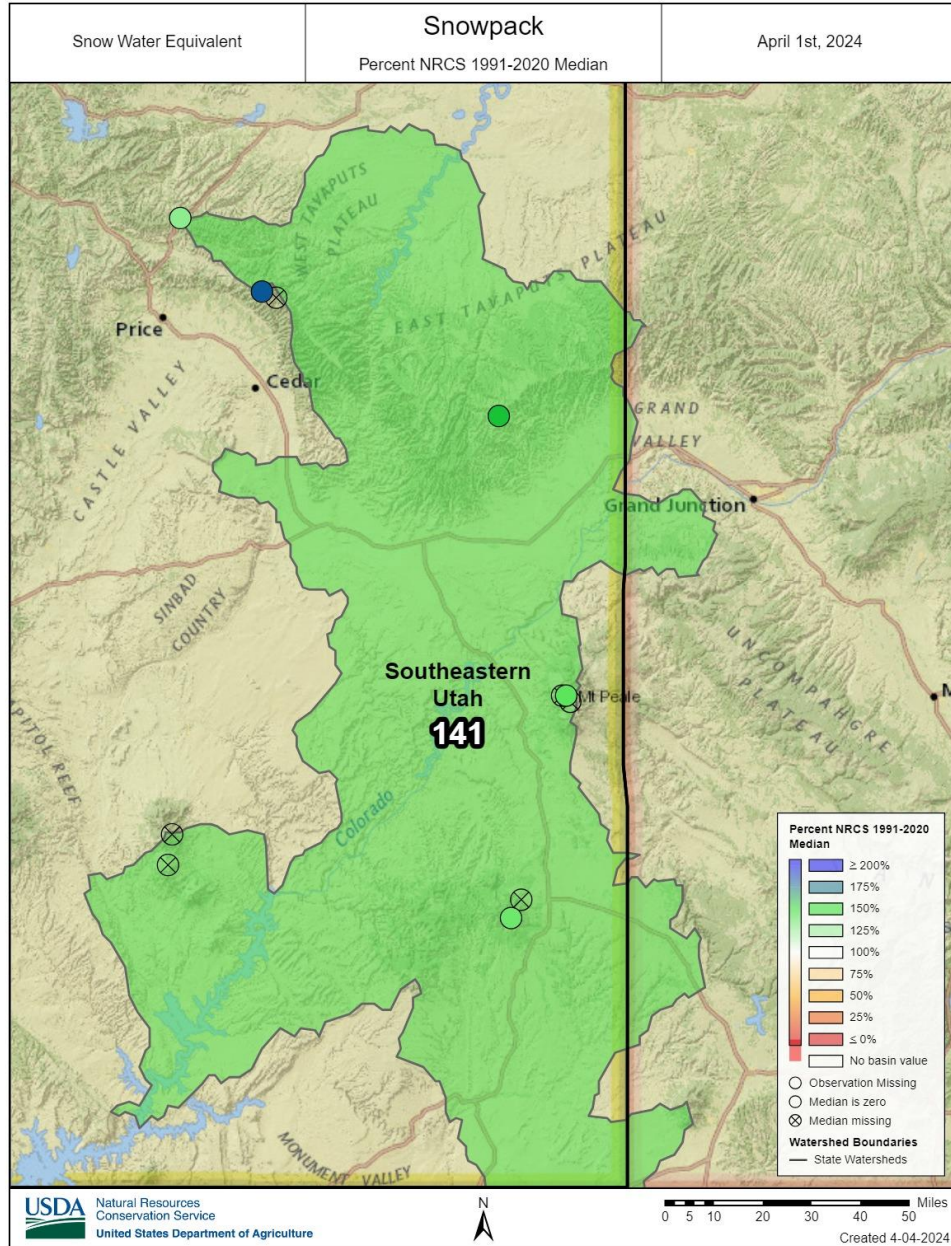 Snow Water Equivalent
Snowpack
Percent NRCS 1991-2020 Median
April 1st, 2024
WEST TAVAPUTS
PLATEAU
EAST TAVAPUTS PLATEAU
Price
Cedar
CASTLE VALLEY
GRAND
VALLEY
Grand Junction
SINBAD
COUNTRY
UNCOMPAHGRE
PLATEAU
Southeastern
Utah
141
Mt Peale
M
PITOL REEF
Colorado
MONUMENT VALLEY
Percent NRCS 1991-2020
Median
≥ 200%
175%
150%
125%
100%
75%
50%
25%
≤ 0%
No basin value
Observation Missing
Median is zero
Median missing
Watershed Boundaries
State Watersheds
USDA
Natural Resources
Conservation Service
United States Department of Agriculture
N
Miles
0 5 10 20 30 40 50
Created 4-04-2024